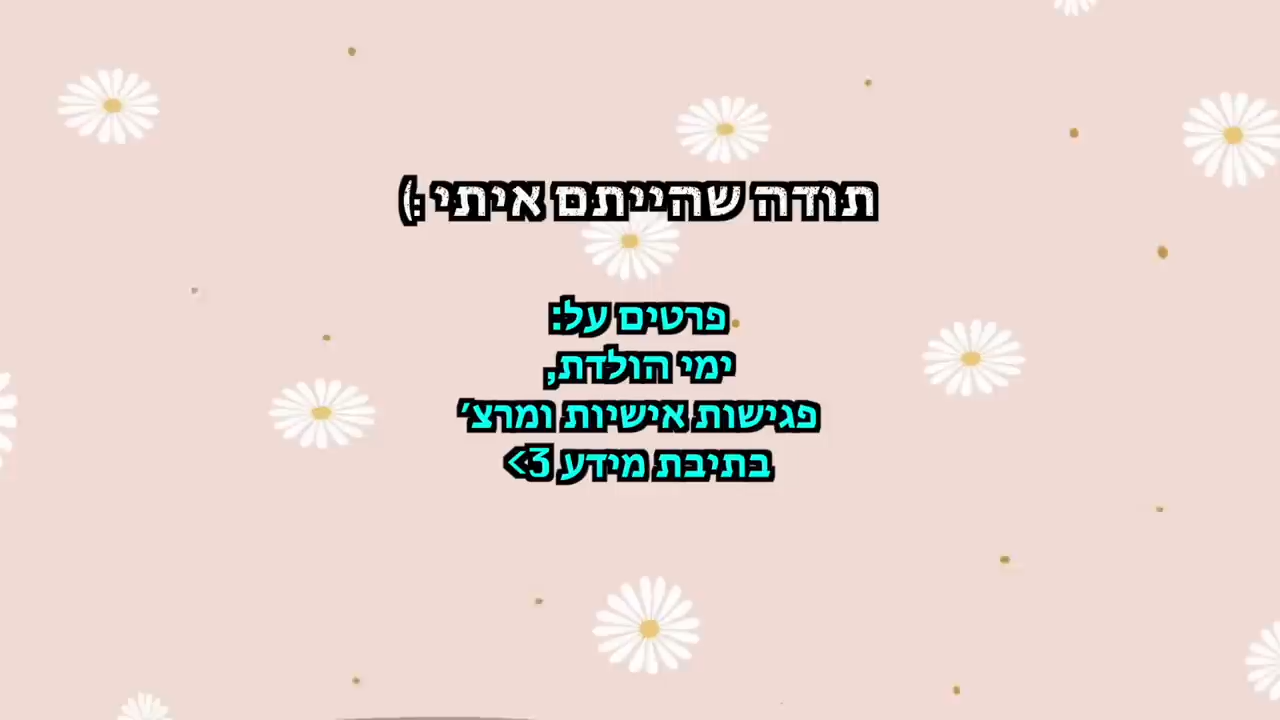 תודה שהייתם איתי :)
פרטים על:
ימי הולדת,
פגישות אישיות ומרצ'
בתיבת מידע <3